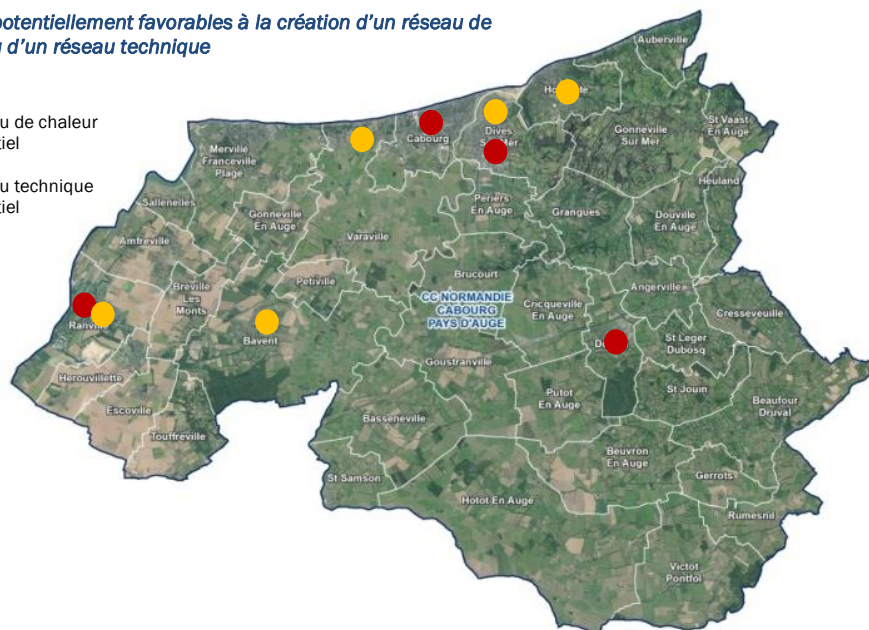 potentiellement favorables à la création d'un réseau de
d'un réseau technique
u de chaleur
tiel
u technique
tiel
Auberville
St Vaast
En Auge
Gonneville
Sur Mer
Dives
Cabourg
Merville
Franceville
Plage
Heuland
Sallenelles
Periers
En Auge
Grangues
Douville
En Auge
Gonneville
En Auge
Varaville
Amfreville
Brucourt
Angerville
Petiville
Breville
Les
Monts
CC NORMANDIE
CABOURG
PAYS D'AUGE
Cricqueville
En Auge
Cresseveuille
Bavent
St Leger
Dubosq
Goustranville
Herouvillette
St Jouin
Putot
En Auge
Beaufour
Druval
Escoville
Basseneville
Touffreville
Beuvron
En Auge
St Samson
Gerrots
Hotot En Auge
Rumesnil
Victot
Pontfol